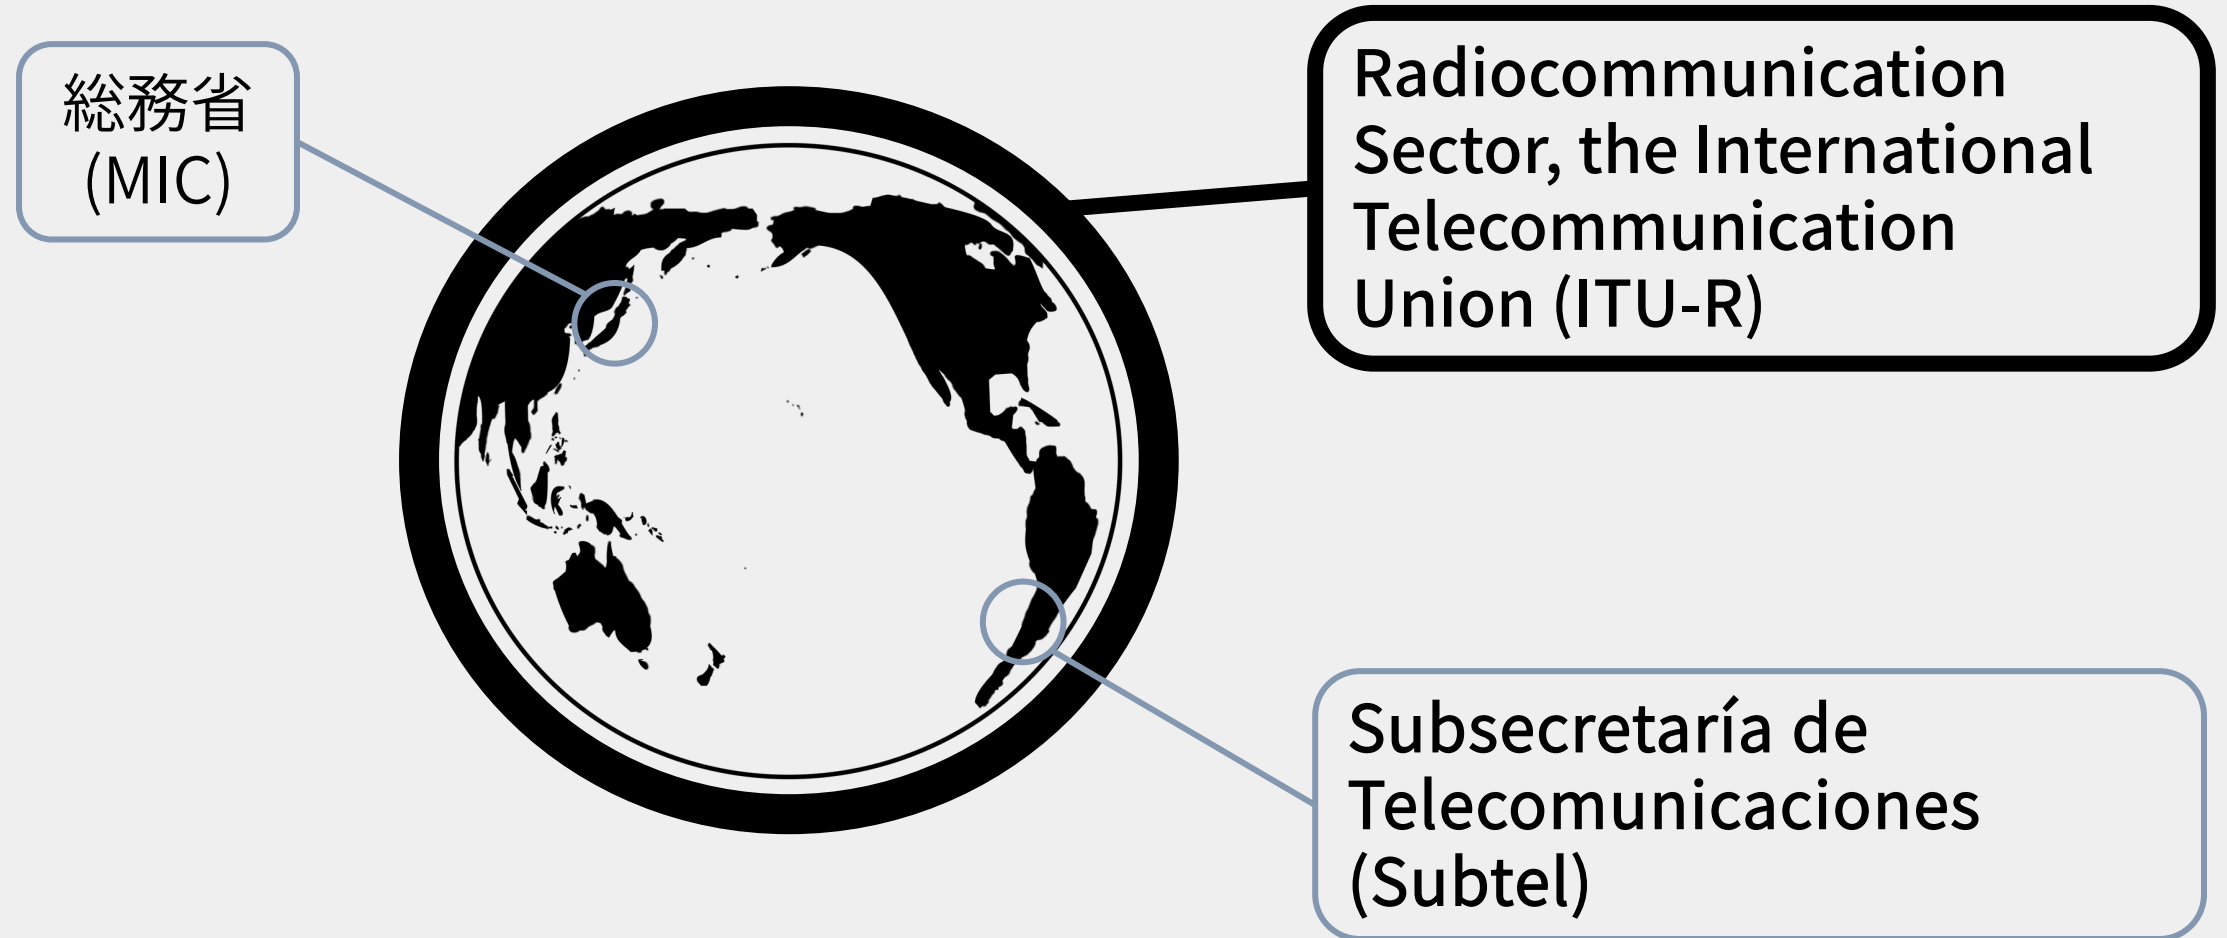 総務省
(MIC)
Radiocommunication
Sector, the International
Telecommunication
Union (ITU-R)
Subsecretaría de
Telecomunicaciones
(Subtel)